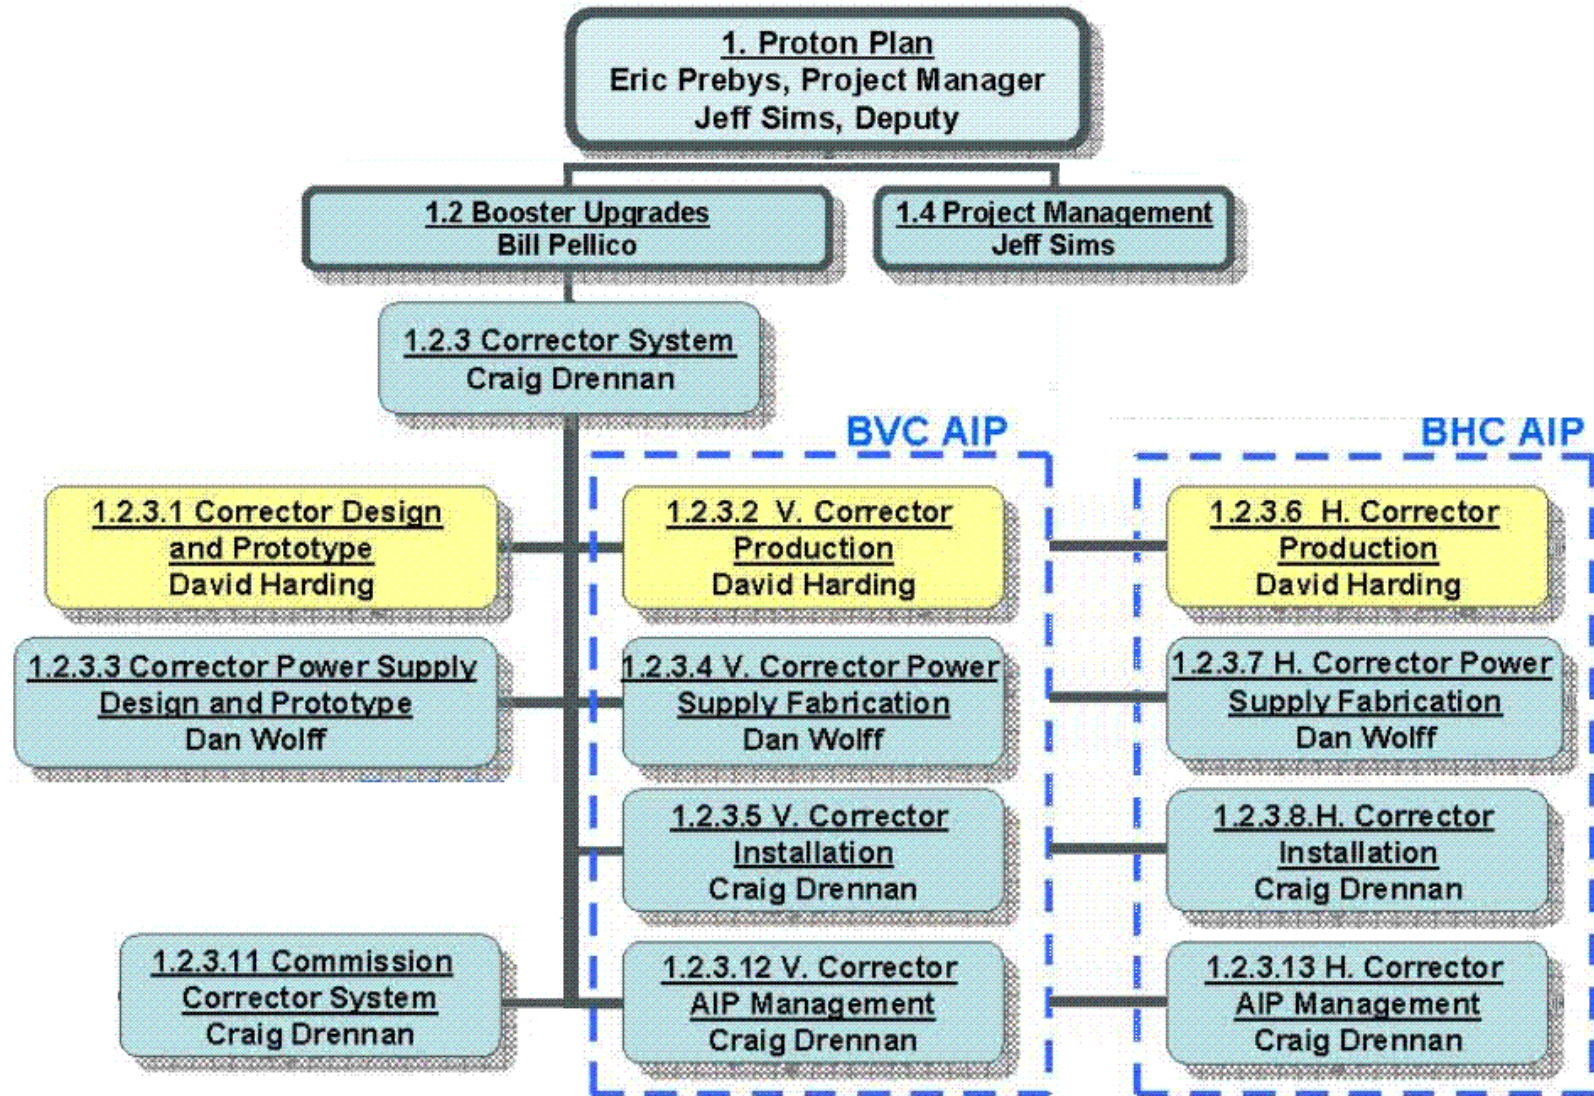 1. Proton Plan
Eric Prebys, Project Manager
Jeff Sims, Deputy
1.2 Booster Upgrades
Bill Pellico
1.4 Project Management
Jeff Sims
1.2.3 Corrector System
Craig Drennan
BVC AIP
BHC AIP
1.2.3.1 Corrector Design
and Prototype
David Harding
1.2.3.2 V. Corrector
Production
David Harding
1.2.3.6 H. Corrector
Production
David Harding
1.2.3.3 Corrector Power Supply
Design and Prototype
Dan Wolff
1.2.3.4 V. Corrector Power
Supply Fabrication
Dan Wolff
1.2.3.7 H. Corrector Power
Supply Fabrication
Dan Wolff
1.2.3.5 V. Corrector
Installation
Craig Drennan
1.2.3.8.H. Corrector
Installation
Craig Drennan
1.2.3.11 Commission
Corrector System
Craig Drennan
1.2.3.12 V. Corrector
AIP Management
Craig Drennan
1.2.3.13 H. Corrector
AIP Management
Craig Drennan